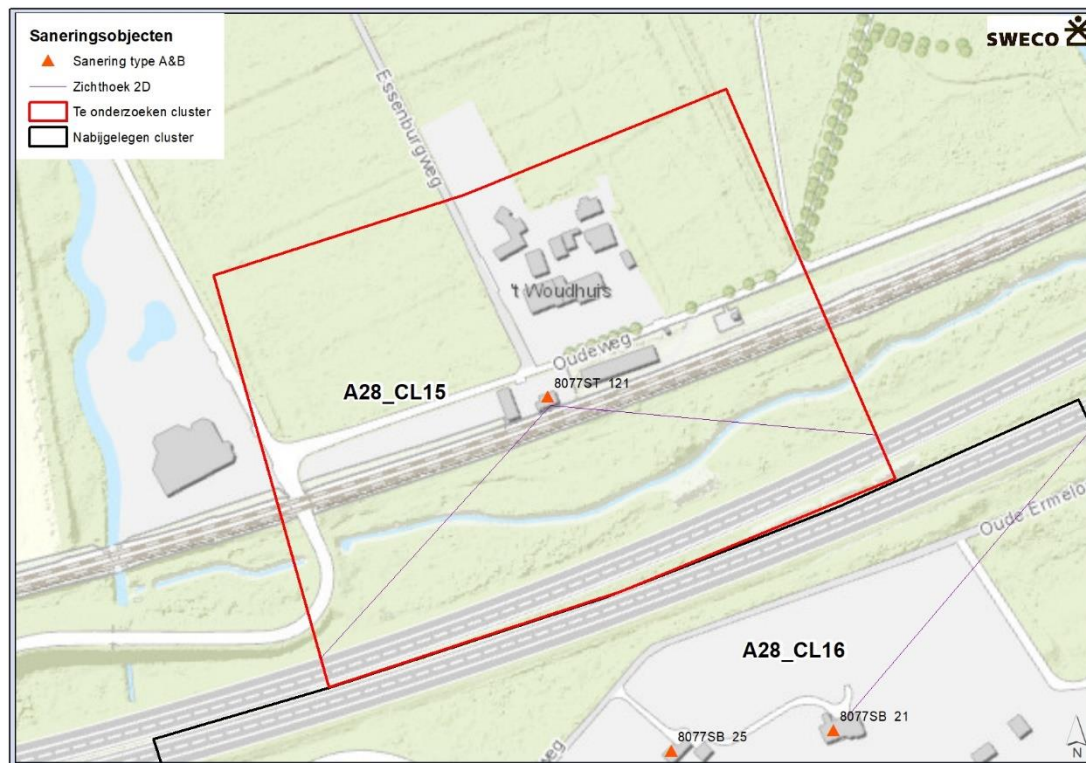 Saneringsobjecten
Sanering type A&B
Zichthoek 2D
Te onderzoeken cluster
Nabijgelegen cluster
SWECO
Essenburgweg
't Woudhuis
Oudeweg
8077ST 121
A28_CL15
Oude Ermelo
A28_CL16
8077SB 21
8077SB 25
weg
N